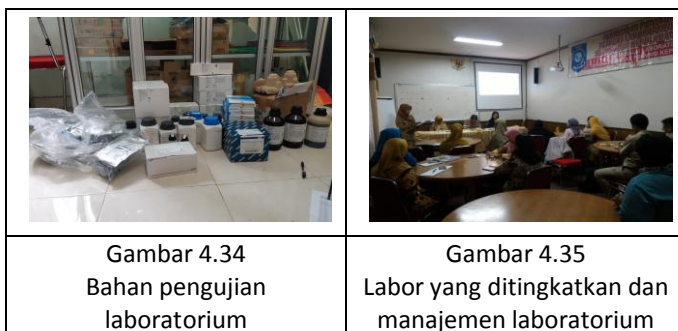 Gambar 4.34
Bahan pengujian
laboratorium
Gambar 4.35
Labor yang ditingkatkan dan
manajemen laboratorium